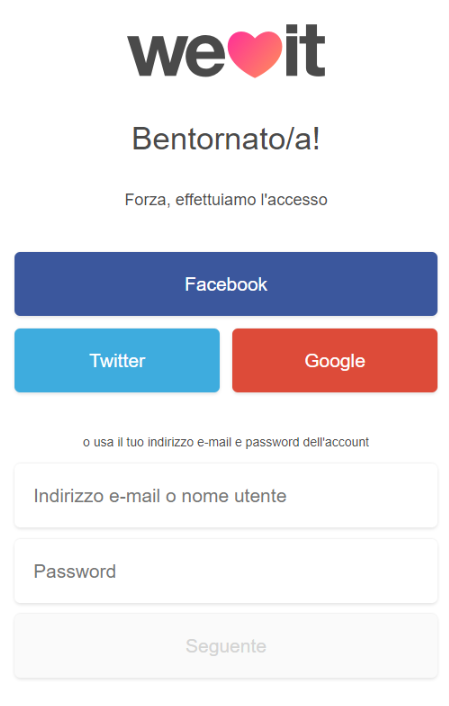 we it
Bentornato/a!
Forza, effettuiamo l'accesso
Facebook
Twitter
Google
o usa il tuo indirizzo e-mail e password dell'account
Indirizzo e-mail o nome utente
Password
Seguente